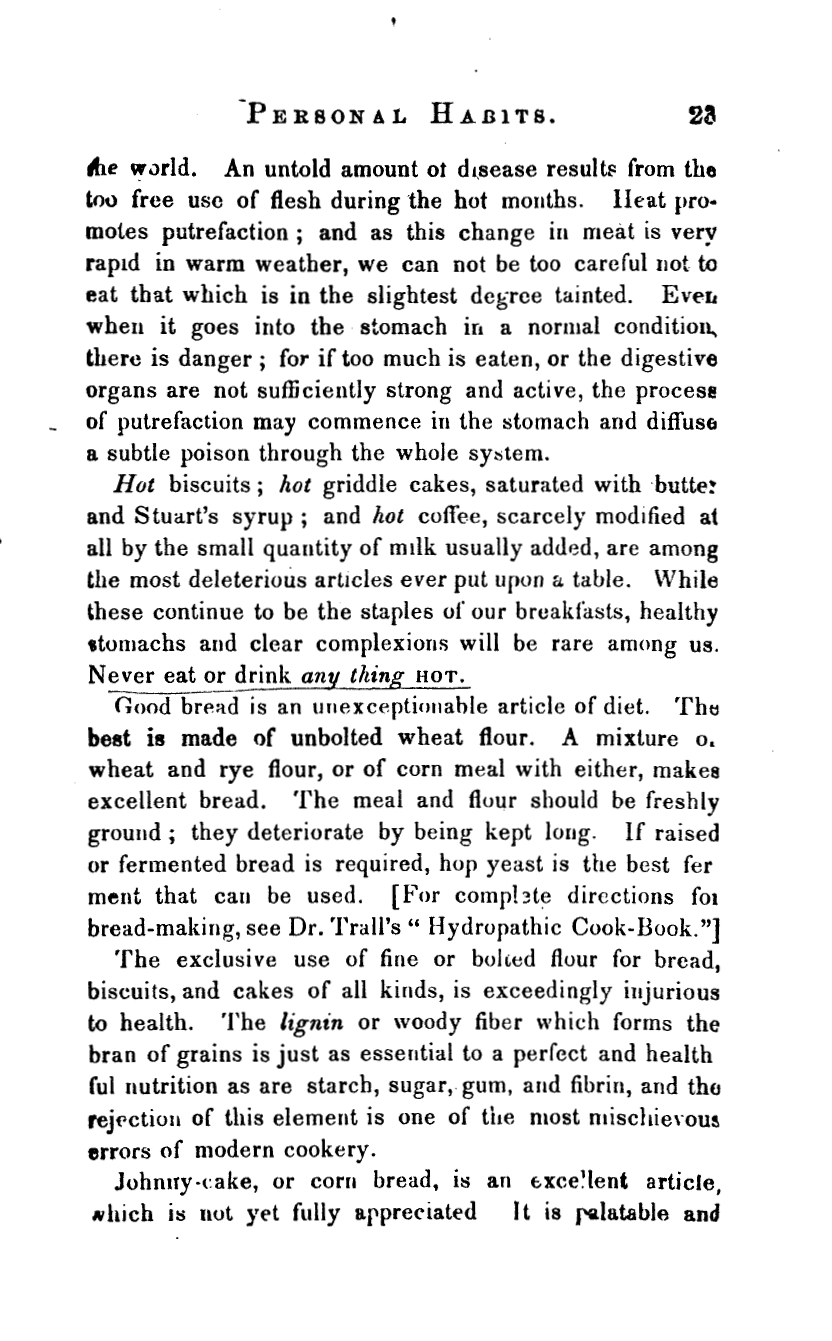 PERSONAL HABITS. 23
the world. An untold amount of disease results from the
too free use of flesh during the hot months. Heat pro-
motes putrefaction ; and as this change in meat is very
rapid in warm weather, we can not be too careful not to
eat that which is in the slightest degree tainted. Even
when it goes into the stomach in a normal condition,
there is danger ; for if too much is eaten, or the digestive
organs are not sufficiently strong and active, the process
of putrefaction may commence in the stomach and diffuse
a subtle poison through the whole system.
Hot biscuits ; hot griddle cakes, saturated with butter
and Stuart's syrup ; and hot coffee, scarcely modified at
all by the small quantity of milk usually added, are among
the most deleterious articles ever put upon a table. While
these continue to be the staples of our breakfasts, healthy
stomachs and clear complexions will be rare among us.
Never eat or drink any thing HOT.
Good bread is an unexceptionable article of diet. The
best is made of unbolted wheat flour. A mixture of
wheat and rye flour, or of corn meal with either, makes
excellent bread. The meal and flour should be freshly
ground ; they deteriorate by being kept long. If raised
or fermented bread is required, hop yeast is the best fer
ment that can be used. [For complete directions for
bread-making, see Dr. Trall's “ Hydropathic Cook-Book.”]
The exclusive use of fine or bolted flour for bread,
biscuits, and cakes of all kinds, is exceedingly injurious
to health. The lignin or woody fiber which forms the
bran of grains is just as essential to a perfect and health
ful nutrition as are starch, sugar, gum, and fibrin, and the
rejection of this element is one of the most mischievous
errors of modern cookery.
Johnny-cake, or corn bread, is an excellent article,
which is not yet fully appreciated It is palatable and